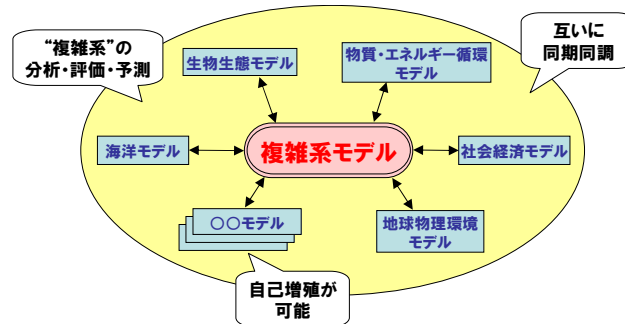 “複雑系”の
分析・評価・予測
生物生態モデル
物質・エネルギー循環
モデル
互いに
同期同調
海洋モデル
複雑系モデル
社会経済モデル
〇〇モデル
地球物理環境
モデル
自己増殖が
可能